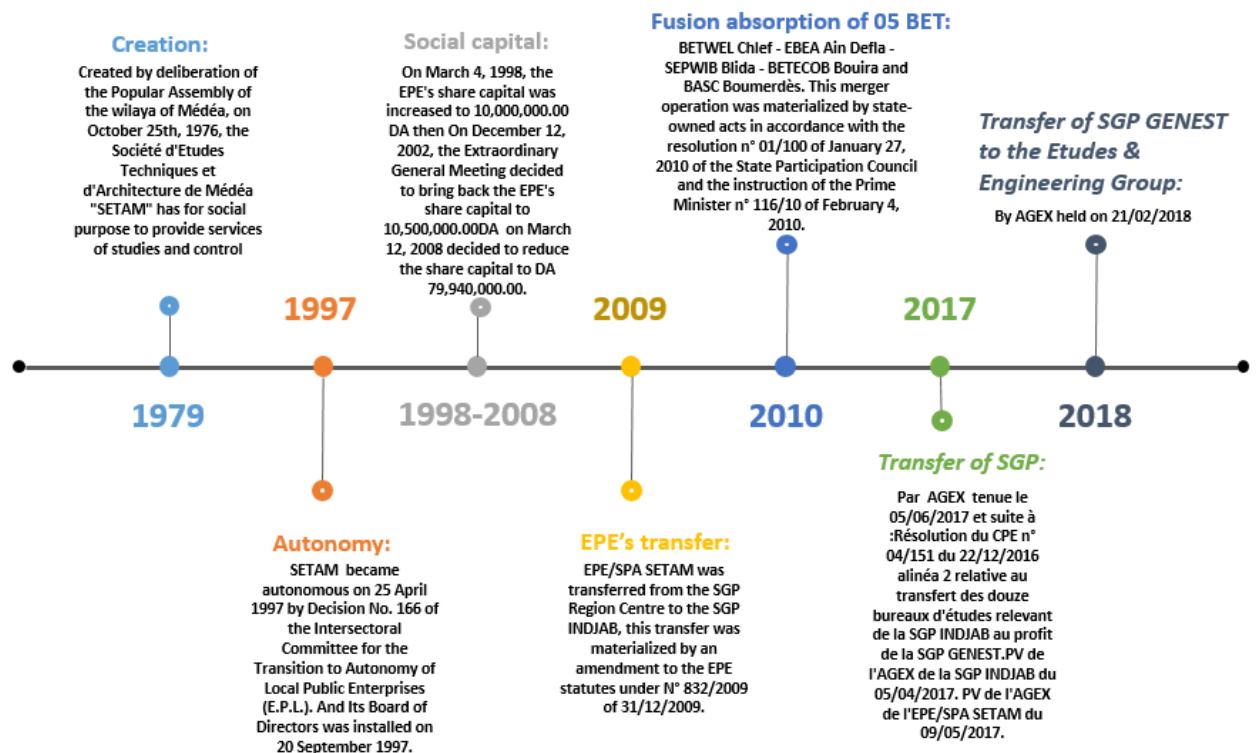 Creation:
Created by deliberation of
the Popular Assembly of
the wilaya of Médéa, on
October 25th, 1976, the
Société d'Etudes
Techniques et
d'Architecture de Médéa
"SETAM" has for social
purpose to provide services
of studies and control
1979
1997
Autonomy:
SETAM became
autonomous on 25 April
1997 by Decision No. 166 of
the Intersectoral
Committee for the
Transition to Autonomy of
Local Public Enterprises
(E.P.L.). And Its Board of
Directors was installed on
20 September 1997.
Social capital:
On March 4, 1998, the
EPE's share capital was
increased to 10,000,000.00
DA then On December 12,
2002, the Extraordinary
General Meeting decided
to bring back the EPE's
share capital to
10,500,000.00DA on March
12, 2008 decided to reduce
the share capital to DA
79,940,000.00.
1998-2008
2009
EPE's transfer:
EPE/SPA SETAM was
transferred from the SGP
Region Centre to the SGP
INDJAB, this transfer was
materialized by an
amendment to the EPE
statutes under N° 832/2009
of 31/12/2009.
Fusion absorption of 05 BET:
BETWEL Chlef - EBEA Ain Defla -
SEPWIB Blida - BETECOB Bouira and
BASC Boumerdès. This merger
operation was materialized by state-
owned acts in accordance with the
resolution n° 01/100 of January 27,
2010 of the State Participation Council
and the instruction of the Prime
Minister n° 116/10 of February 4,
2010.
2010
2017
Transfer of SGP:
Par AGEX tenue le
05/06/2017 et suite à
:Résolution du CPE n°
04/151 du 22/12/2016
alinéa 2 relative au
transfert des douze
bureaux d'études relevant
de la SGP INDJAB au profit
de la SGP GENEST.PV de
l'AGEX de la SGP INDJAB du
05/04/2017. PV de l'AGEX
de l'EPE/SPA SETAM du
09/05/2017.
Transfer of SGP GENEST
to the Etudes &
Engineering Group:
By AGEX held on 21/02/2018
2018